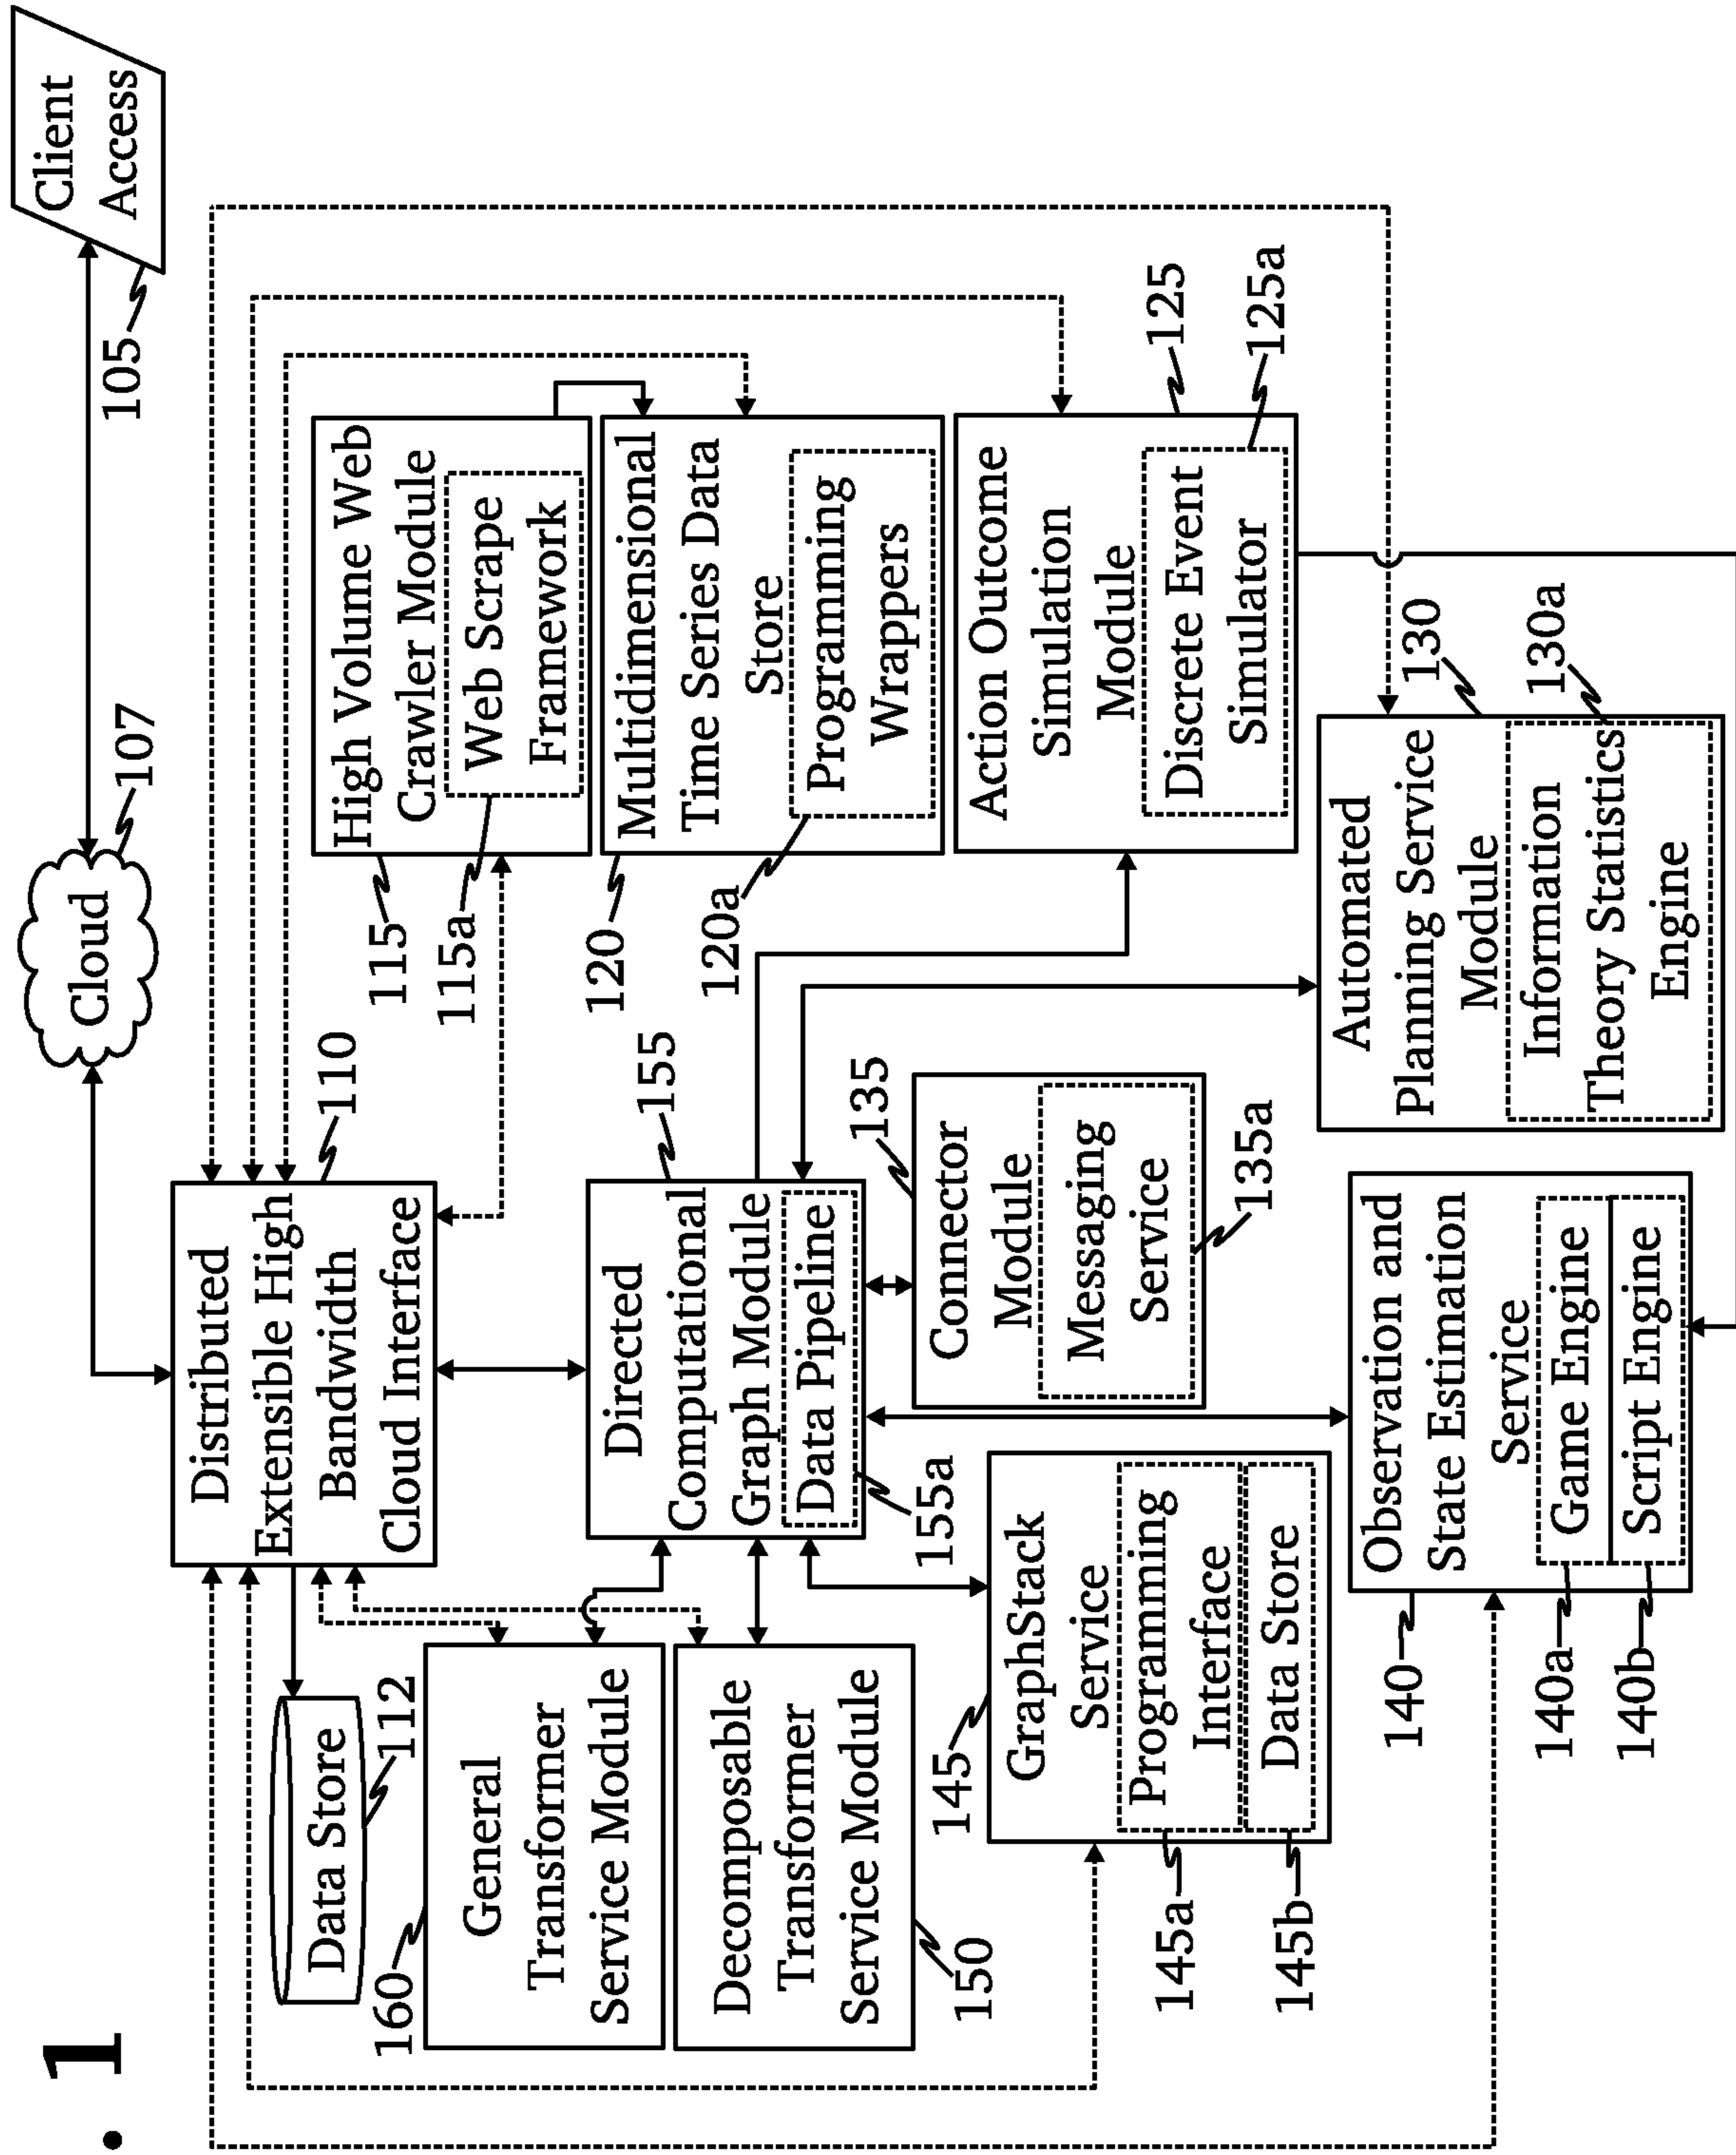 . 1
Client
Access
105
Cloud
107
Distributed
Extensible High
Bandwidth
Cloud Interface
110
Data Store
112
High Volume Web
Crawler Module
Web Scrape
Framework
115
115a
Multidimensional
Time Series Data
Store
Programming
Wrappers
120
120a
Action Outcome
Simulation
Module
Discrete Event
Simulator
125
125a
General
Transformer
Service Module
160
Decomposable
Transformer
Service Module
150
Directed
Computational
Graph Module
Data Pipeline
155
155a
Connector
Module
Messaging
Service
135
135a
Automated
Planning Service
Module
Information
Theory Statistics
Engine
130
130a
GraphStack
Service
Programming
Interface
Data Store
145
145a
145b
Observation and
State Estimation
Service
Game Engine
Script Engine
140
140a
140b